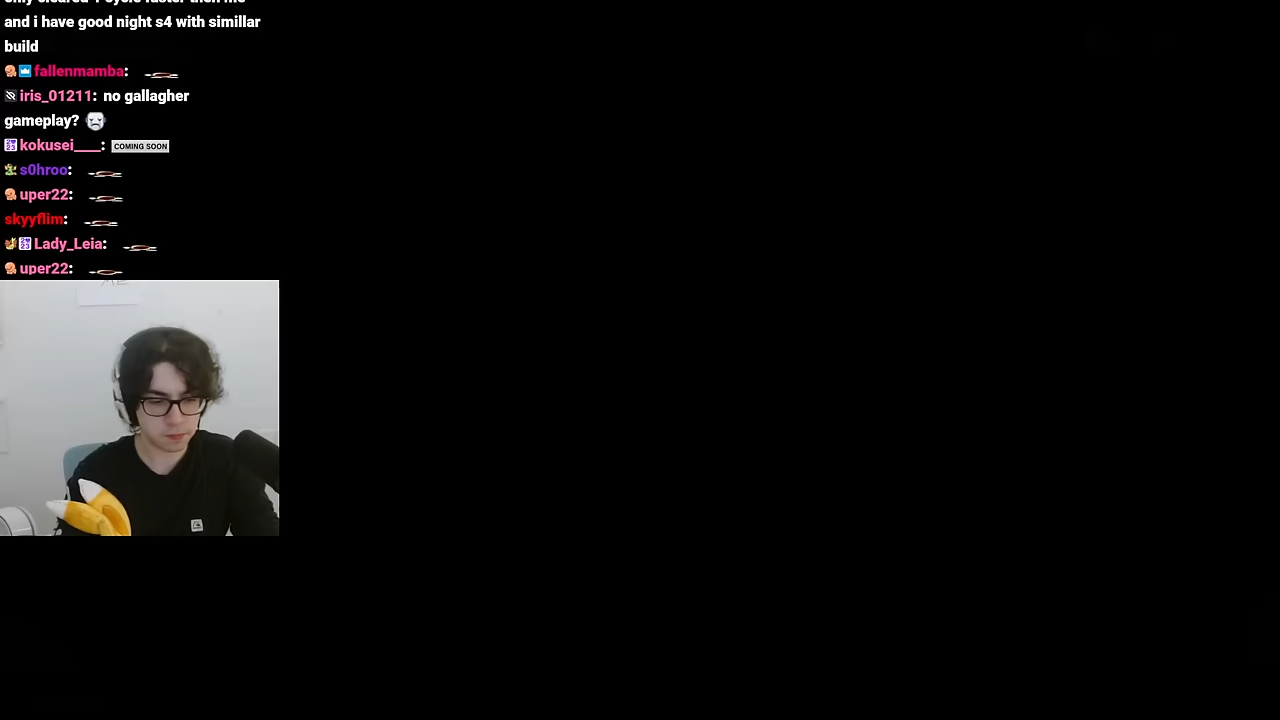 and i have good night s4 with simillar
build
fallenmamba:
iris_01211: no gallagher
gameplay?
kokusei___: COMING SOON
s0hroo:
uper22:
skyyflim:
Lady_Leia:
uper22: